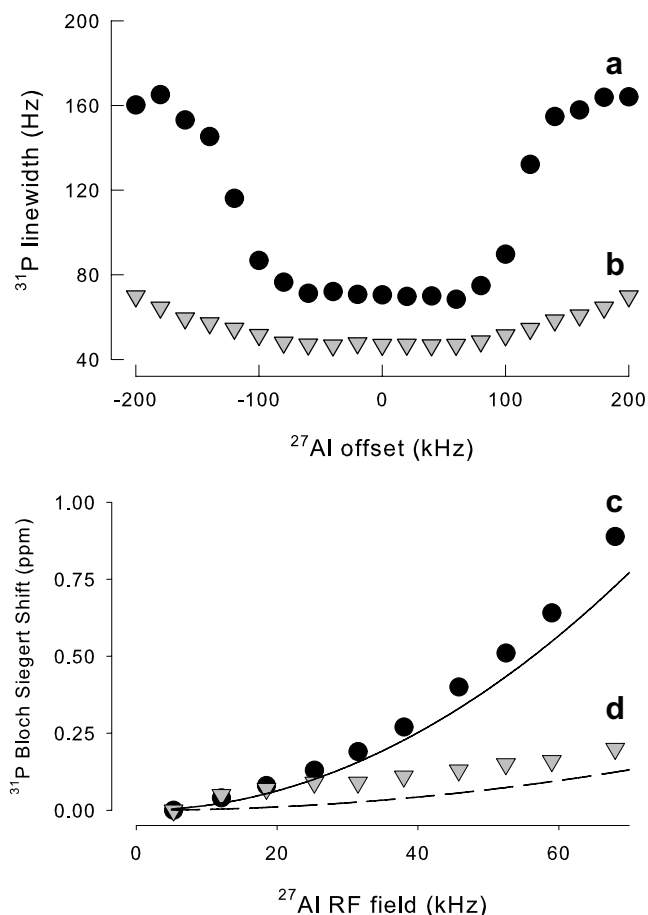 200
a
160
120
80
b
40
³¹P linewidth (Hz)
-200 -100 0 100 200
²⁷Al offset (kHz)
1.00
c
0.75
0.50
d
0.25
0.00
³¹P Bloch Siegert Shift (ppm)
0 20 40 60
²⁷Al RF field (kHz)